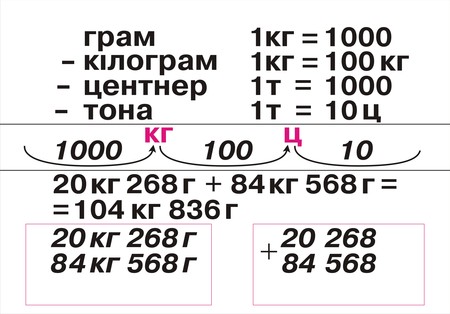 грам 1кг = 1000
– кілограм 1кг = 100 кг
– центнер 1т = 1000
– тона 1т = 10 ц
кг ц
1000 100 10
20 кг 268 г + 84 кг 568 г =
= 104 кг 836 г
20 кг 268 г + 20 268
84 кг 568 г 84 568